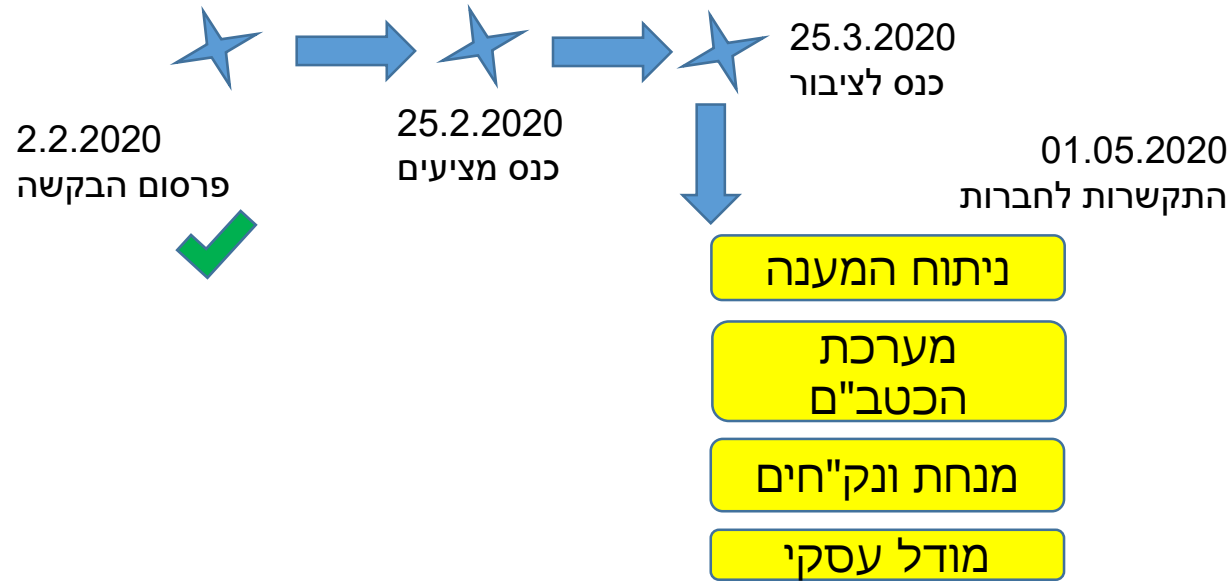 2.2.2020
פרסום הבקשה
25.2.2020
כנס מציעים
25.3.2020
כנס לציבור
01.05.2020
התקשרות לחברות
ניתוח המענה
מערכת
הכטב"ם
מנחת ונק"חים
מודל עסקי